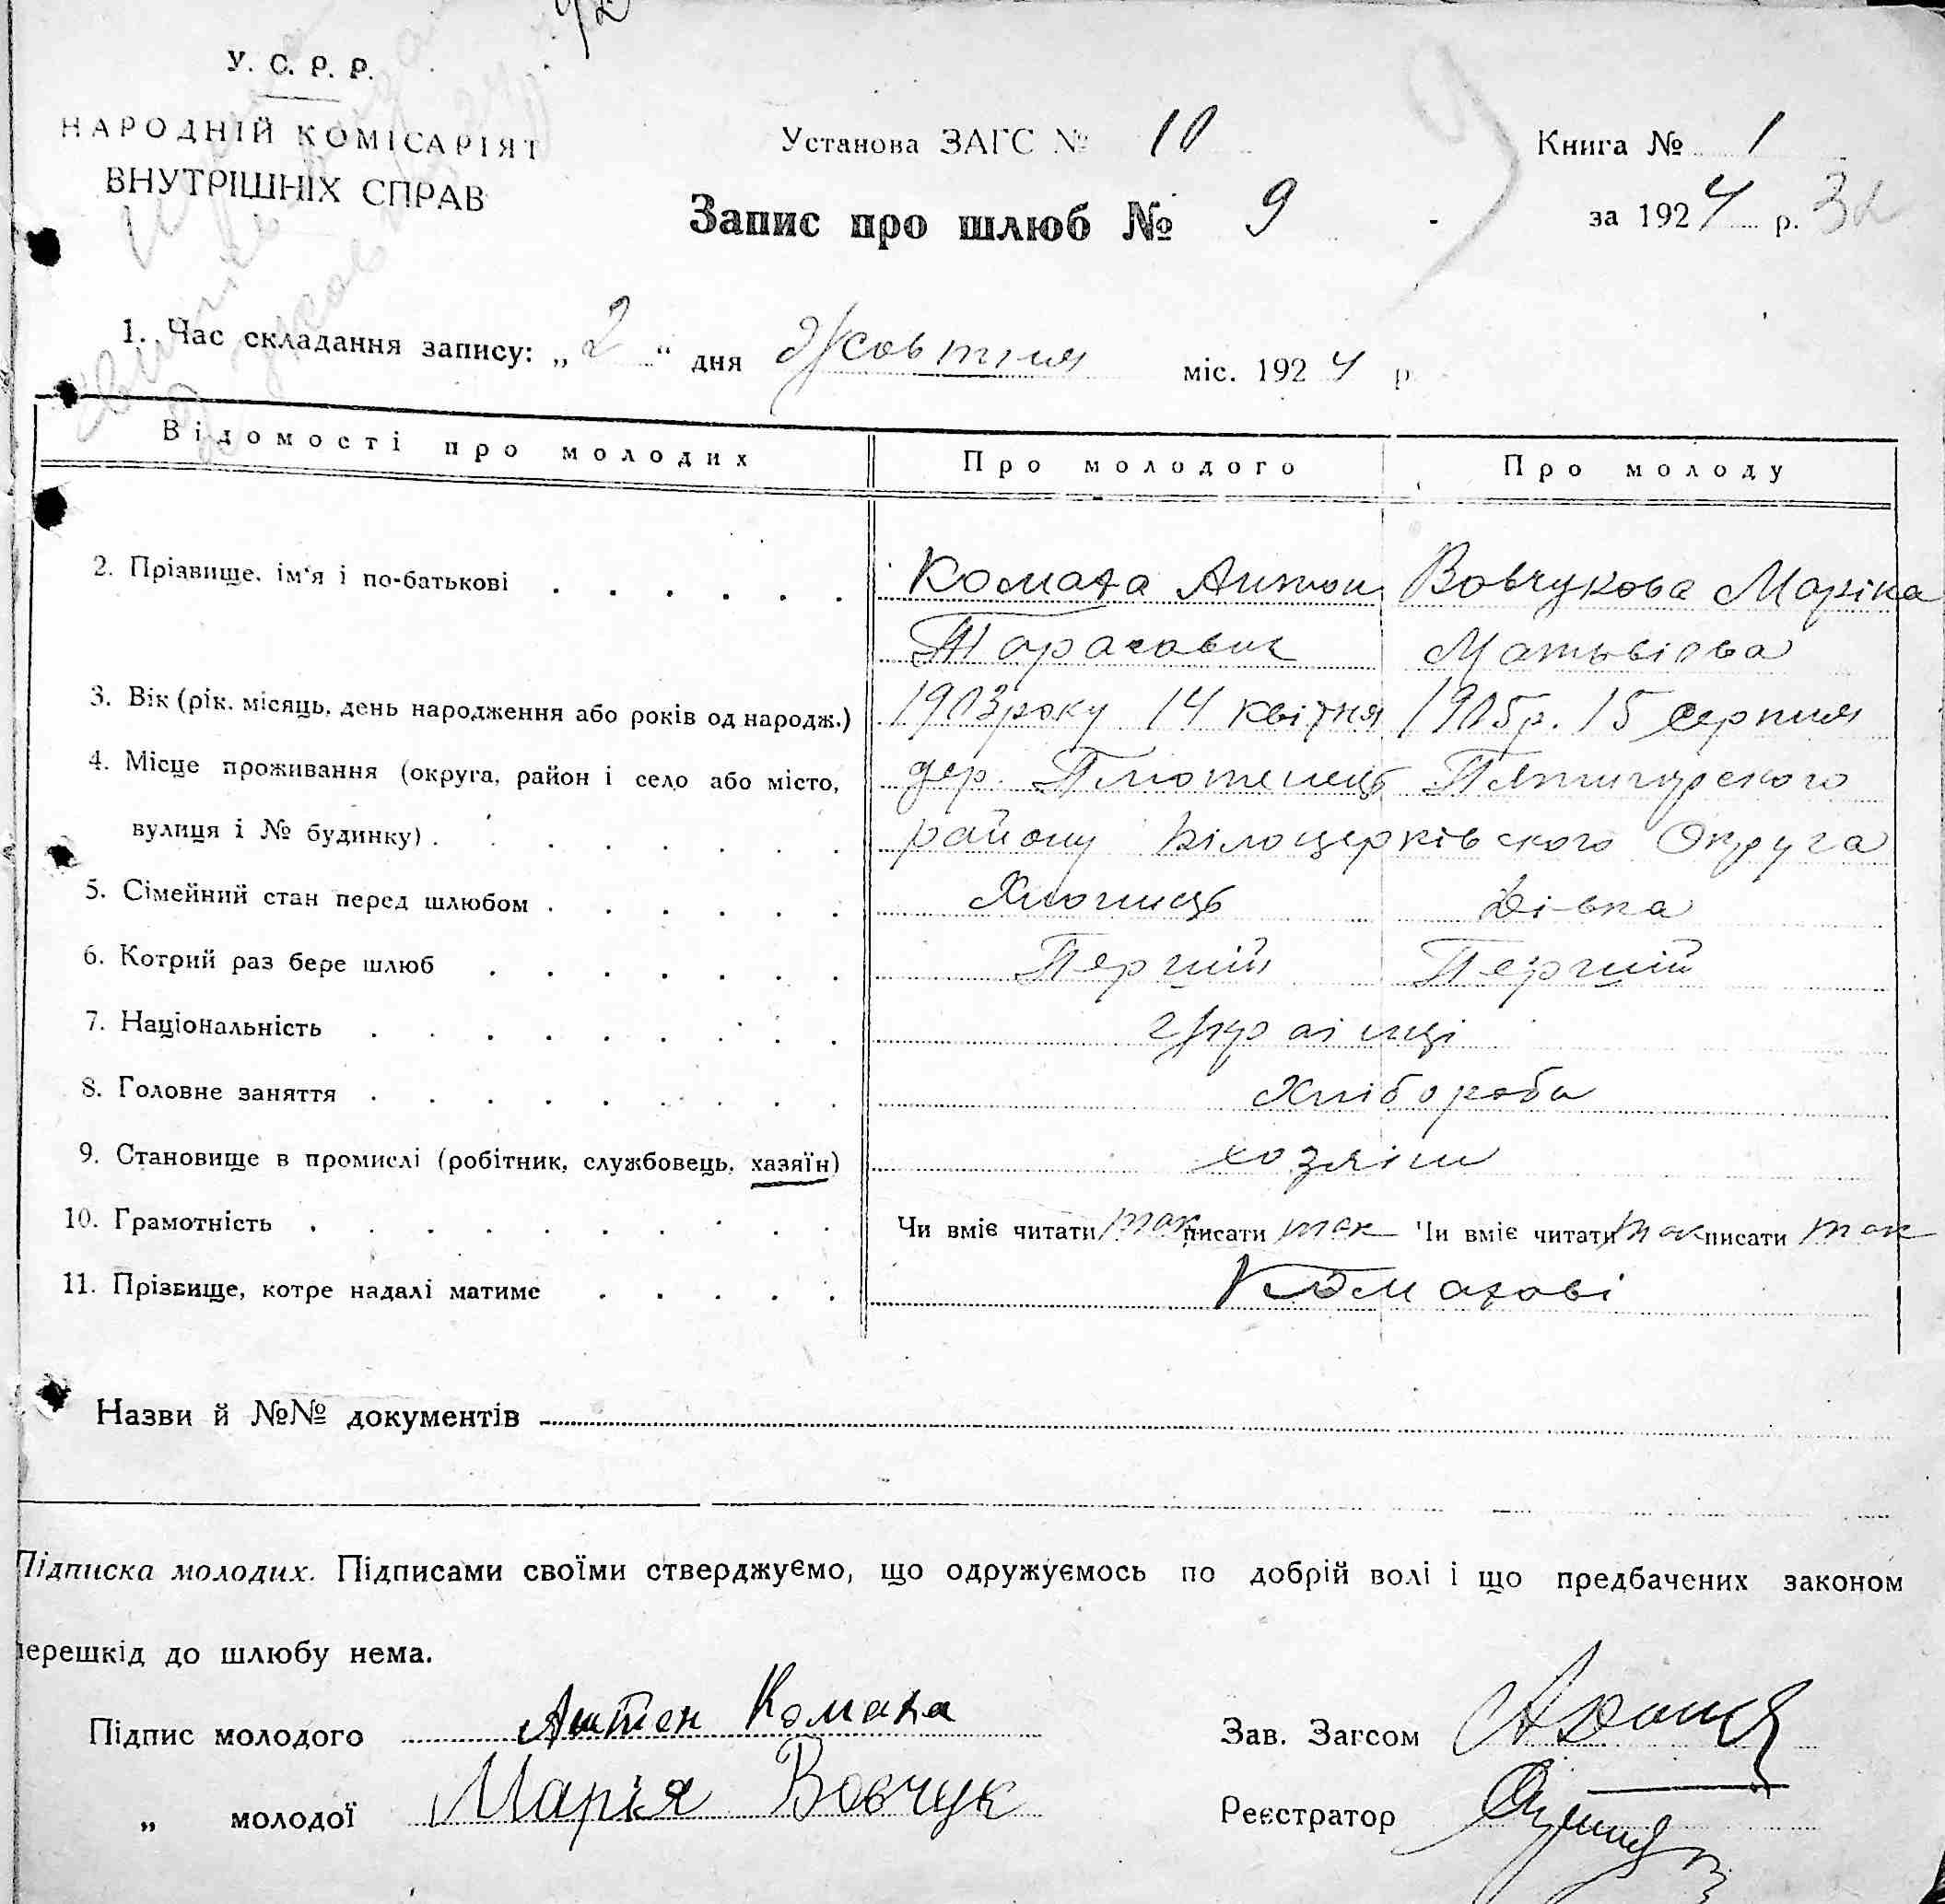 У. С. Р. Р.
НАРОДНІЙ КОМІСАРІЯТ
ВНУТРІШНІХ СПРАВ
Установа ЗАГС № 10
Книга № 1
Запис про шлюб № 9
за 1924 р. 32
1. Час складання запису: „2“ дня Жовтня міс. 1924 р
Відомості про молодих Про молодого Про молоду
2. Прізвище, ім'я і по-батькові Комаха Антон Вовчукова Маріка
Тарасович Матьвієва
3. Вік (рік, місяць, день народження або років од народж.) 1903 року 14 квітня 1905 р. 15 серпня
4. Місце проживання (округа, район і село або місто, дер. Пятигурского
вулиця і № будинку) району Білоцерківського Округа
5. Сімейний стан перед шлюбом Хлопиць Дівка
6. Котрий раз бере шлюб Перший Перший
7. Національність Українці
8. Головне заняття Хлібороби
9. Становище в промислі (робітник, службовець, хазяїн) хозяїни
10. Грамотність Чи вміє читати так писати так Чи вміє читати так писати так
11. Прізвище, котре надалі матиме Комахові
Назви й №№ документів
Підписка молодих. Підписами своїми стверджуємо, що одружуємось по добрій волі і що предбачених законом
перешкід до шлюбу нема.
Підпис молодого Антон Комаха
Зав. Загсом
„ молодої Марія Вовчук
Реєстратор